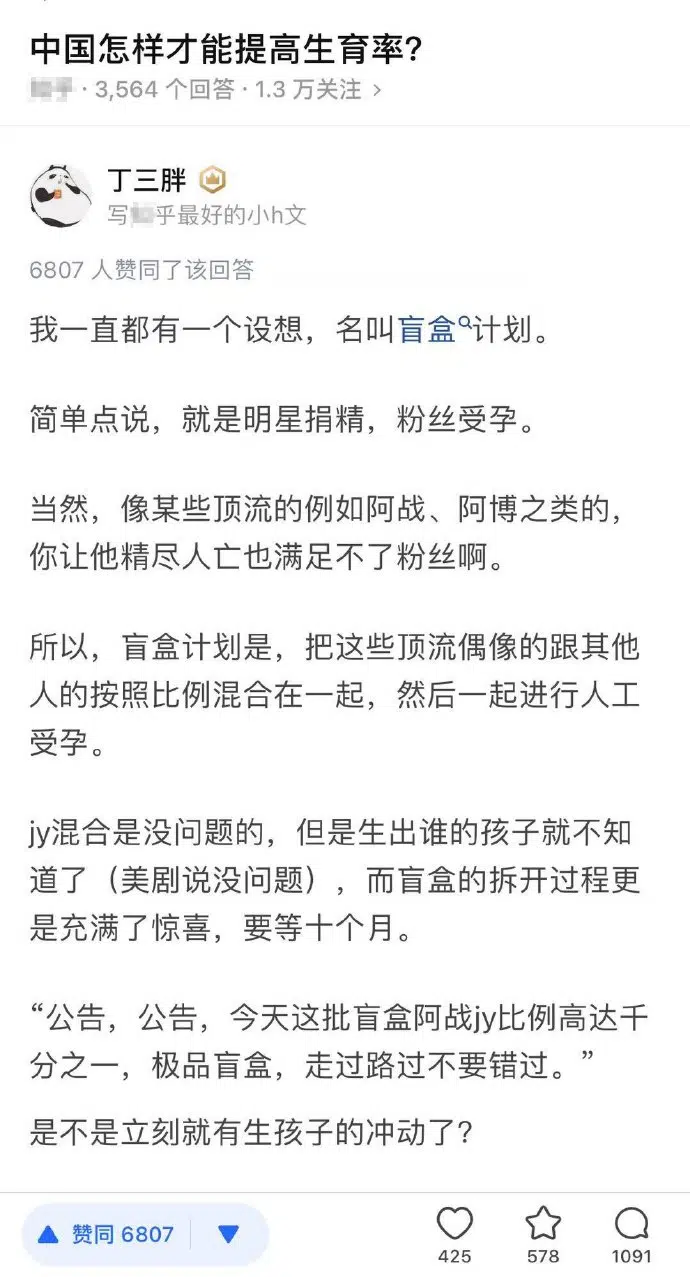 中国怎样才能提高生育率?
· 3,564 个回答 · 1.3 万关注 >
丁三胖
写 乎最好的小h文
6807 人赞同了该回答
我一直都有一个设想，名叫盲盒计划。
简单点说，就是明星捐精，粉丝受孕。
当然，像某些顶流的例如阿战、阿博之类的，
你让他精尽人亡也满足不了粉丝啊。
所以，盲盒计划是，把这些顶流偶像的跟其他
人的按照比例混合在一起，然后一起进行人工
受孕。
jy混合是没问题的，但是生出谁的孩子就不知
道了（美剧说没问题），而盲盒的拆开过程更
是充满了惊喜，要等十个月。
“公告，公告，今天这批盲盒阿战jy比例高达千
分之一，极品盲盒，走过路过不要错过。”
是不是立刻就有生孩子的冲动了?
赞同 6807
425
578
1091